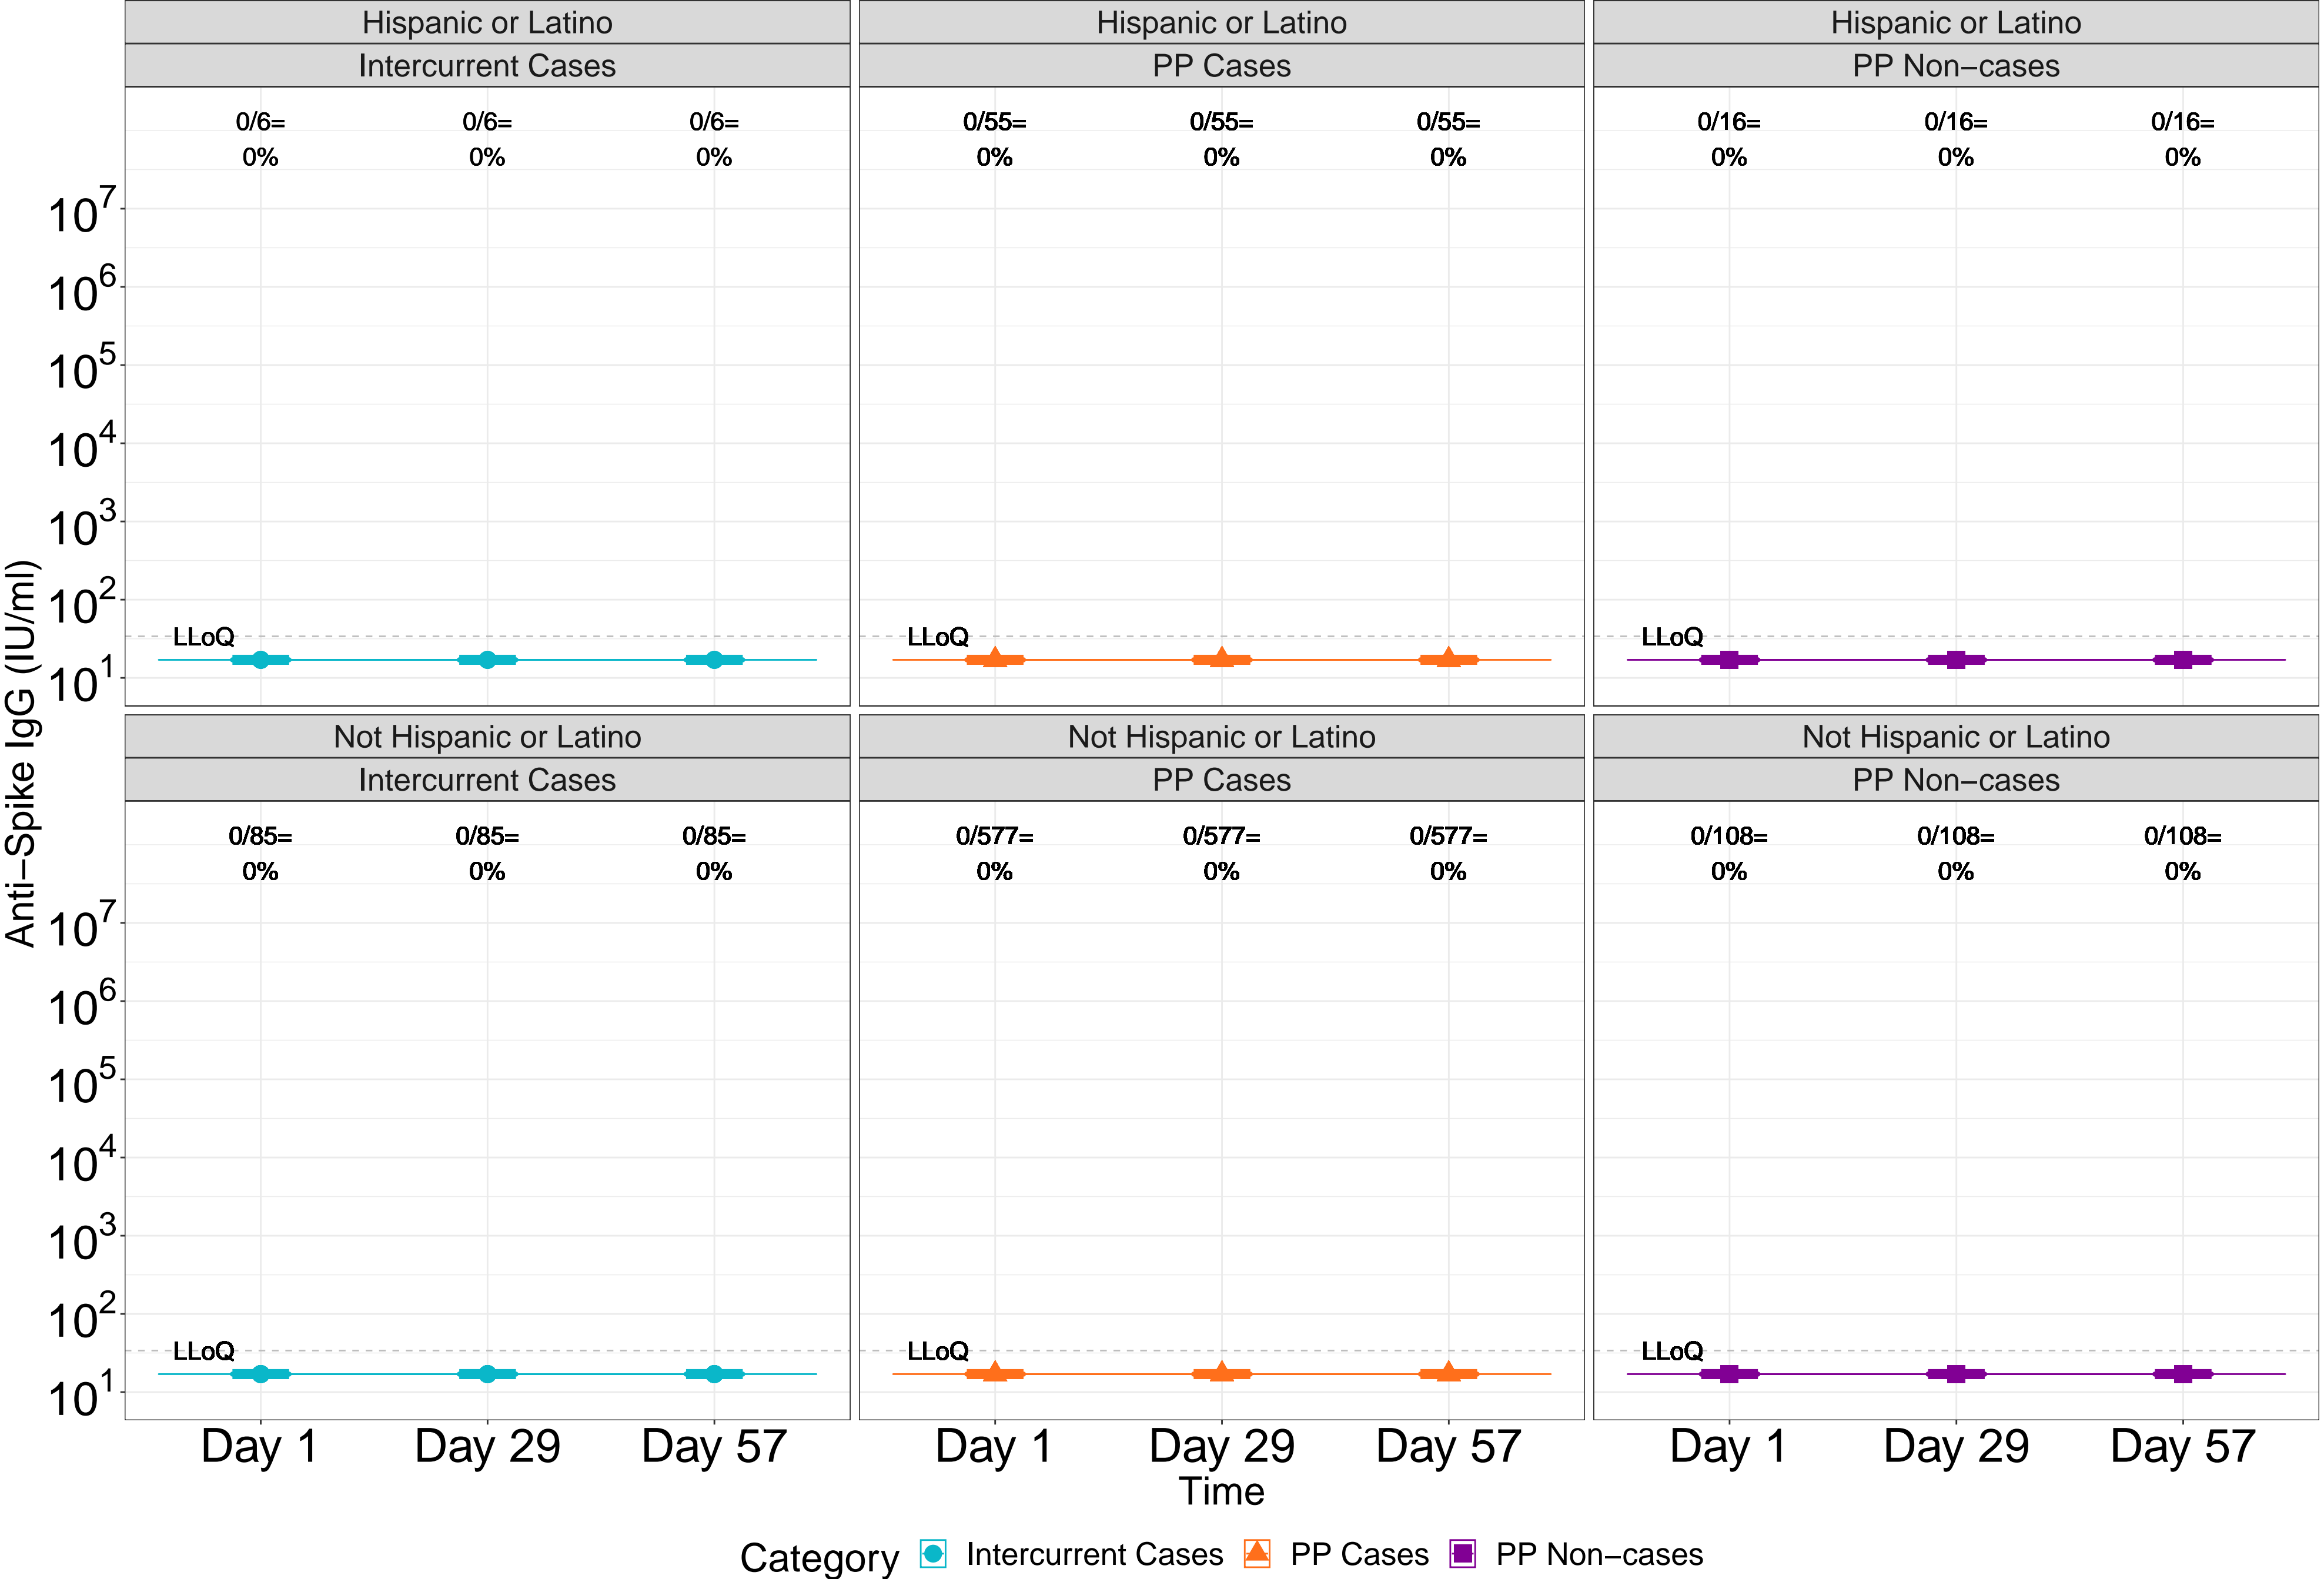 Hispanic or Latino Hispanic or Latino Hispanic or Latino
Intercurrent Cases PP Cases PP Non−cases
0/6= 0/6= 0/6= 0/55= 0/55= 0/55= 0/16= 0/16= 0/16=
0% 0% 0% 0% 0% 0% 0% 0% 0%
10^7
10^6
10^5
10^4
10^3
10^2
LLoQ LLoQ LLoQ
10^1
Anti−Spike IgG (IU/ml)
Not Hispanic or Latino Not Hispanic or Latino Not Hispanic or Latino
Intercurrent Cases PP Cases PP Non−cases
0/85= 0/85= 0/85= 0/577= 0/577= 0/577= 0/108= 0/108= 0/108=
0% 0% 0% 0% 0% 0% 0% 0% 0%
10^7
10^6
10^5
10^4
10^3
10^2
LLoQ LLoQ LLoQ
10^1
Day 1 Day 29 Day 57 Day 1 Day 29 Day 57 Day 1 Day 29 Day 57
Time
Category Intercurrent Cases PP Cases PP Non−cases